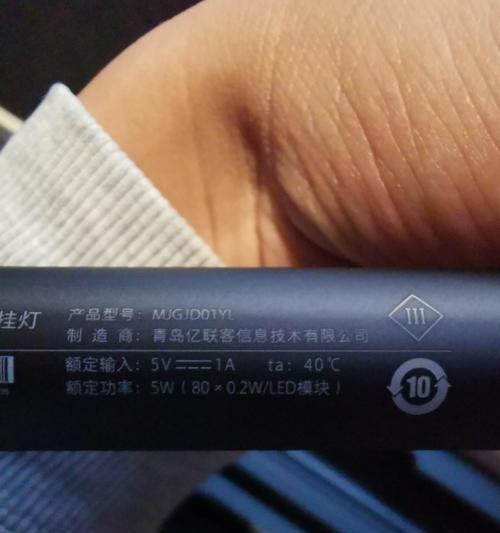 挂灯
产品型号：MJGJD01YL
制 造 商：青岛亿联客信息技术有限公司
III
额定输入：5V⎓1A ta：40℃
额定功率：5W（80×0.2W/LED模块）
10